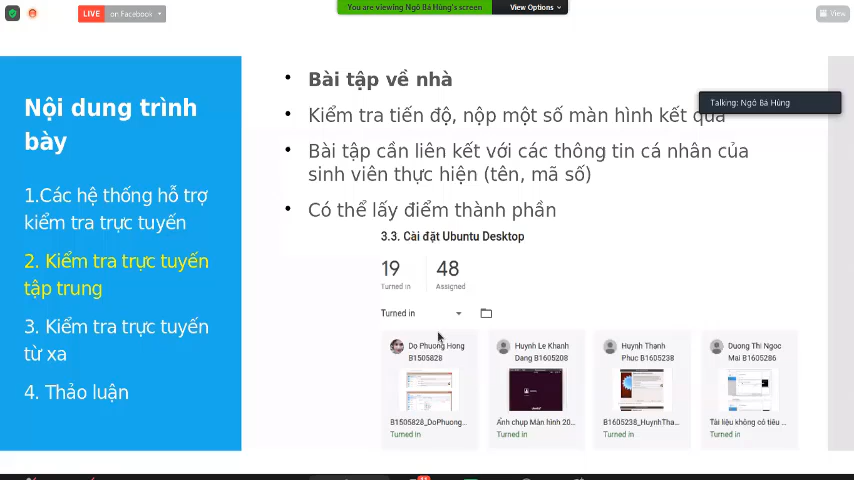 LIVE on Facebook
You are viewing Ngô Bá Hùng's screen
View Options
View
Talking: Ngô Bá Hùng
Nội dung trình
bày
1.Các hệ thống hỗ trợ
kiểm tra trực tuyến
2. Kiểm tra trực tuyến
tập trung
3. Kiểm tra trực tuyến
từ xa
4. Thảo luận
• Bài tập về nhà
• Kiểm tra tiến độ, nộp một số màn hình kết quả
• Bài tập cần liên kết với các thông tin cá nhân của
sinh viên thực hiện (tên, mã số)
• Có thể lấy điểm thành phần
3.3. Cài đặt Ubuntu Desktop
19 48
Turned in Assigned
Turned in
Do Phuong Hong
B1505828
B1505828_DoPhuong...
Turned in
Huynh Le Khanh
Dang B1605208
Ảnh chụp Màn hình 20...
Turned in
Huynh Thanh
Phuc B1605238
B1605238_HuynhTha...
Turned in
Duong Thi Ngoc
Mai B1605286
Tài liệu không có tiêu ...
Turned in